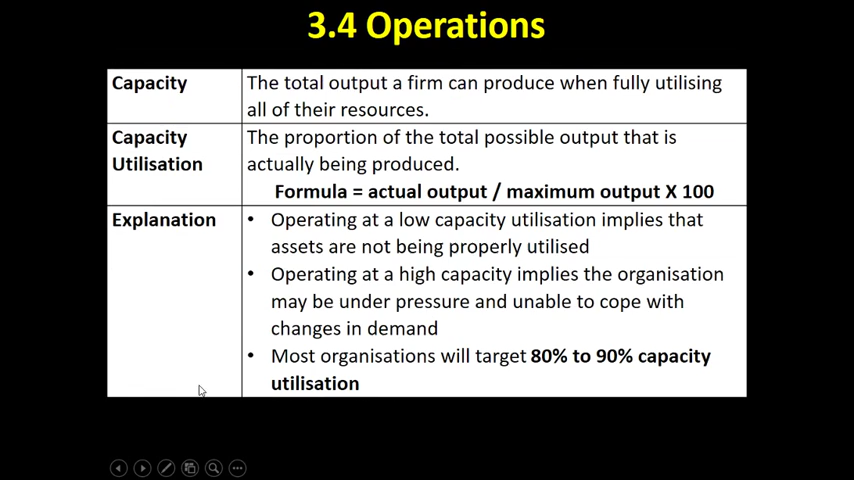 3.4 Operations
Capacity
The total output a firm can produce when fully utilising
all of their resources.
Capacity
Utilisation
The proportion of the total possible output that is
actually being produced.
Formula = actual output / maximum output X 100
Explanation
• Operating at a low capacity utilisation implies that
assets are not being properly utilised
• Operating at a high capacity implies the organisation
may be under pressure and unable to cope with
changes in demand
• Most organisations will target 80% to 90% capacity
utilisation